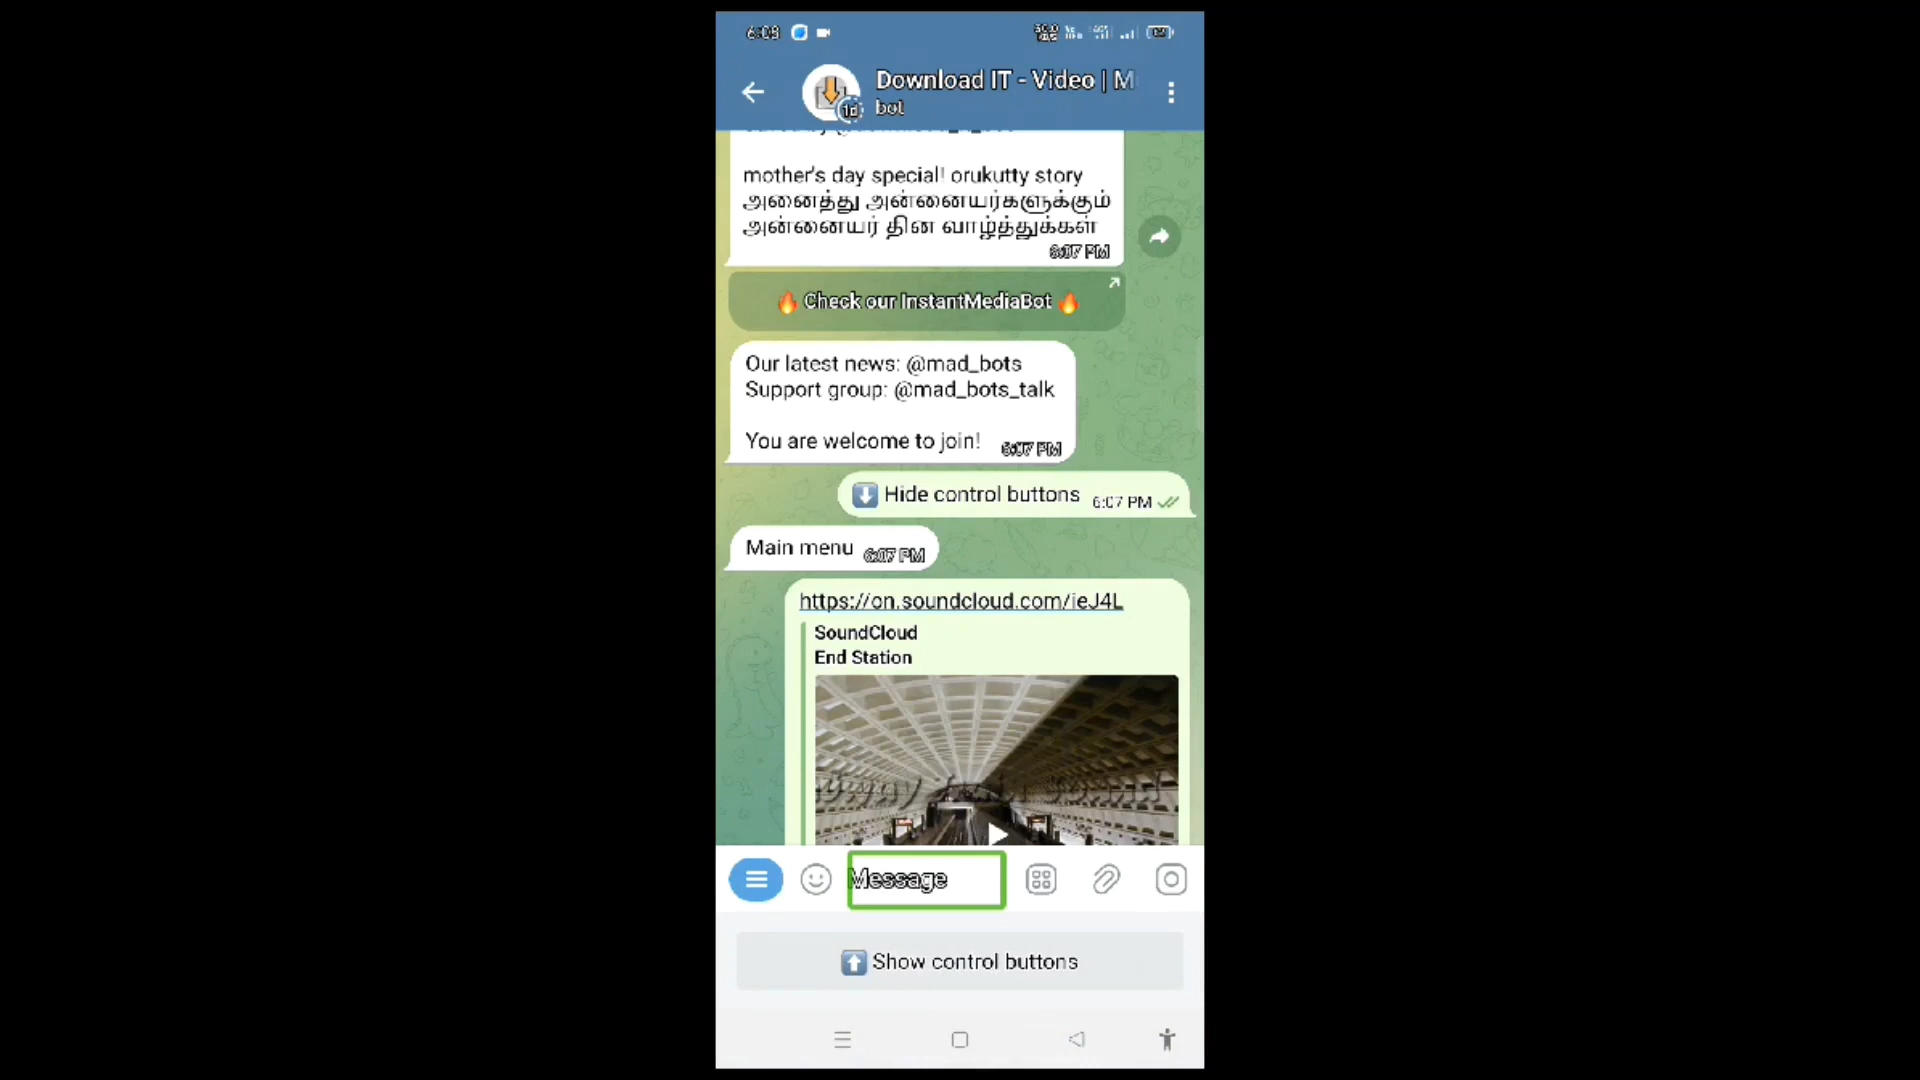 6:08
Download IT - Video | M
bot
1d
mother's day special! orukutty story
அனைத்து அன்னையர்களுக்கும்
அன்னையர் தின வாழ்த்துக்கள்
6:07 PM
🔥 Check our InstantMediaBot 🔥
Our latest news: @mad_bots
Support group: @mad_bots_talk
You are welcome to join! 6:07 PM
⬇️ Hide control buttons 6:07 PM
Main menu 6:07 PM
https://on.soundcloud.com/ieJ4L
SoundCloud
End Station
Message
⬆️ Show control buttons